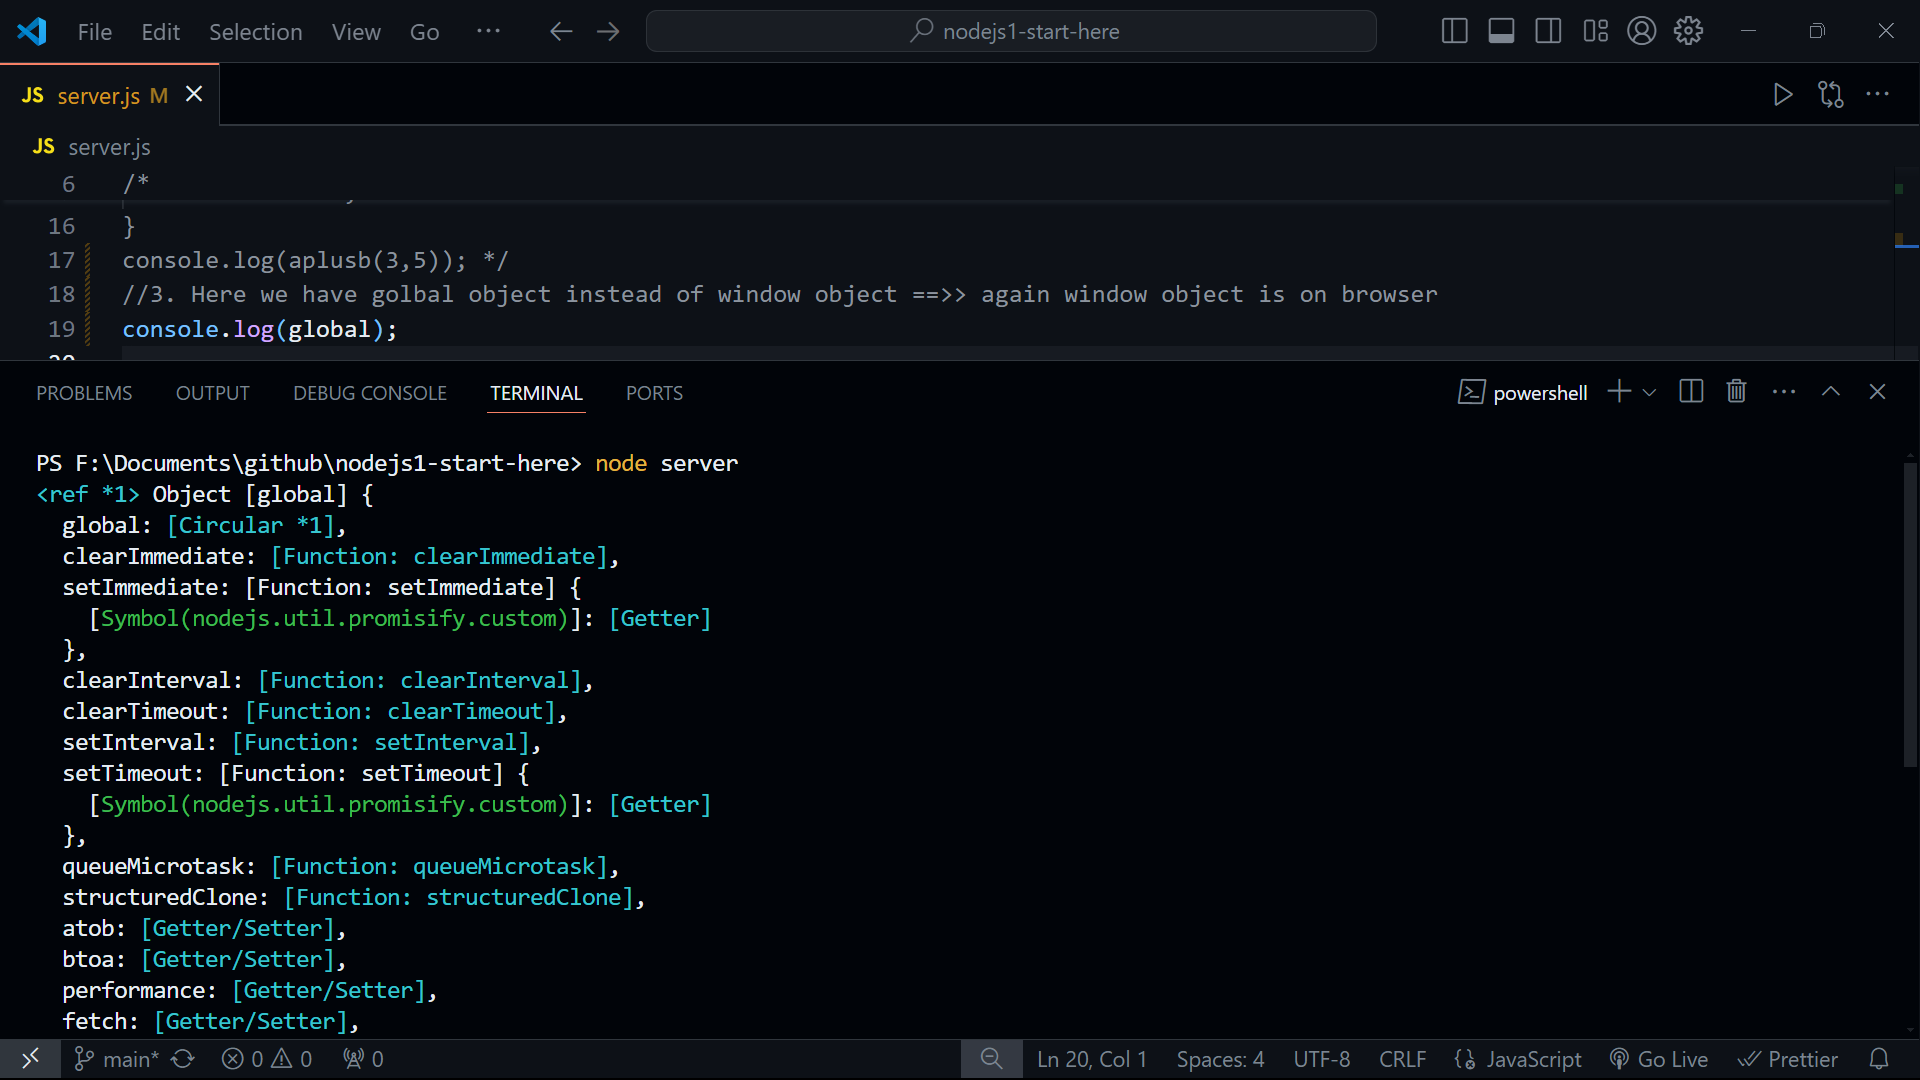 File Edit Selection View Go ··· nodejs1-start-here
JS server.js M
JS server.js
6 /*
16 }
17 console.log(aplusb(3,5)); */
18 //3. Here we have golbal object instead of window object ==>> again window object is on browser
19 console.log(global);
20
PROBLEMS OUTPUT DEBUG CONSOLE TERMINAL PORTS powershell
PS F:\Documents\github\nodejs1-start-here> node server
<ref *1> Object [global] {
  global: [Circular *1],
  clearImmediate: [Function: clearImmediate],
  setImmediate: [Function: setImmediate] {
    [Symbol(nodejs.util.promisify.custom)]: [Getter]
  },
  clearInterval: [Function: clearInterval],
  clearTimeout: [Function: clearTimeout],
  setInterval: [Function: setInterval],
  setTimeout: [Function: setTimeout] {
    [Symbol(nodejs.util.promisify.custom)]: [Getter]
  },
  queueMicrotask: [Function: queueMicrotask],
  structuredClone: [Function: structuredClone],
  atob: [Getter/Setter],
  btoa: [Getter/Setter],
  performance: [Getter/Setter],
  fetch: [Getter/Setter],
main* 0 0 0 Ln 20, Col 1 Spaces: 4 UTF-8 CRLF JavaScript Go Live Prettier